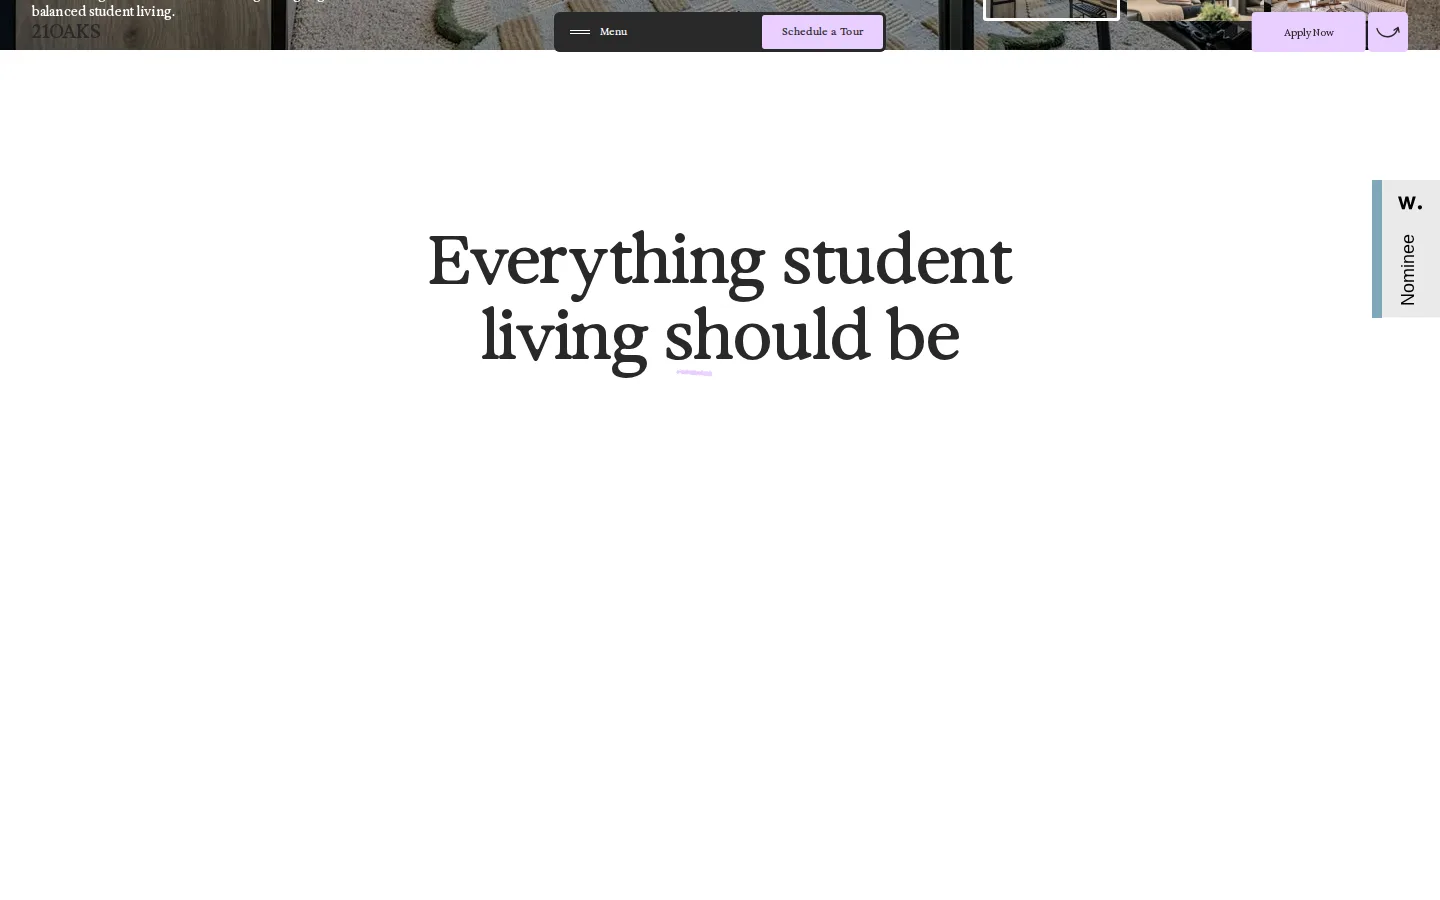 balanced student living.
21OAKS
Menu
Schedule a Tour
Apply Now
w.
Nominee
Everything student
living should be